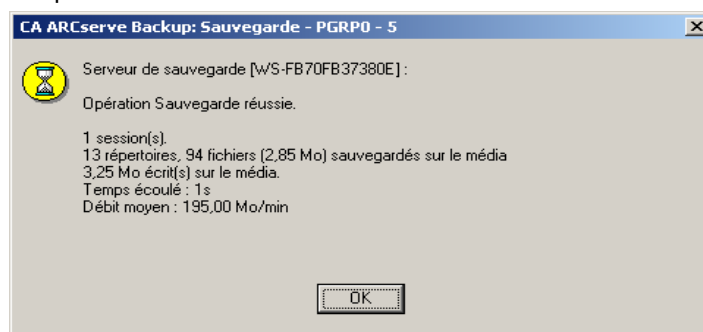 CA ARCserve Backup: Sauvegarde - PGRP0 - 5
Serveur de sauvegarde [WS-FB70FB37380E] :
Opération Sauvegarde réussie.
1 session(s).
13 répertoires, 94 fichiers (2,85 Mo) sauvegardés sur le média
3,25 Mo écrit(s) sur le média.
Temps écoulé : 1s
Débit moyen : 195,00 Mo/min
OK